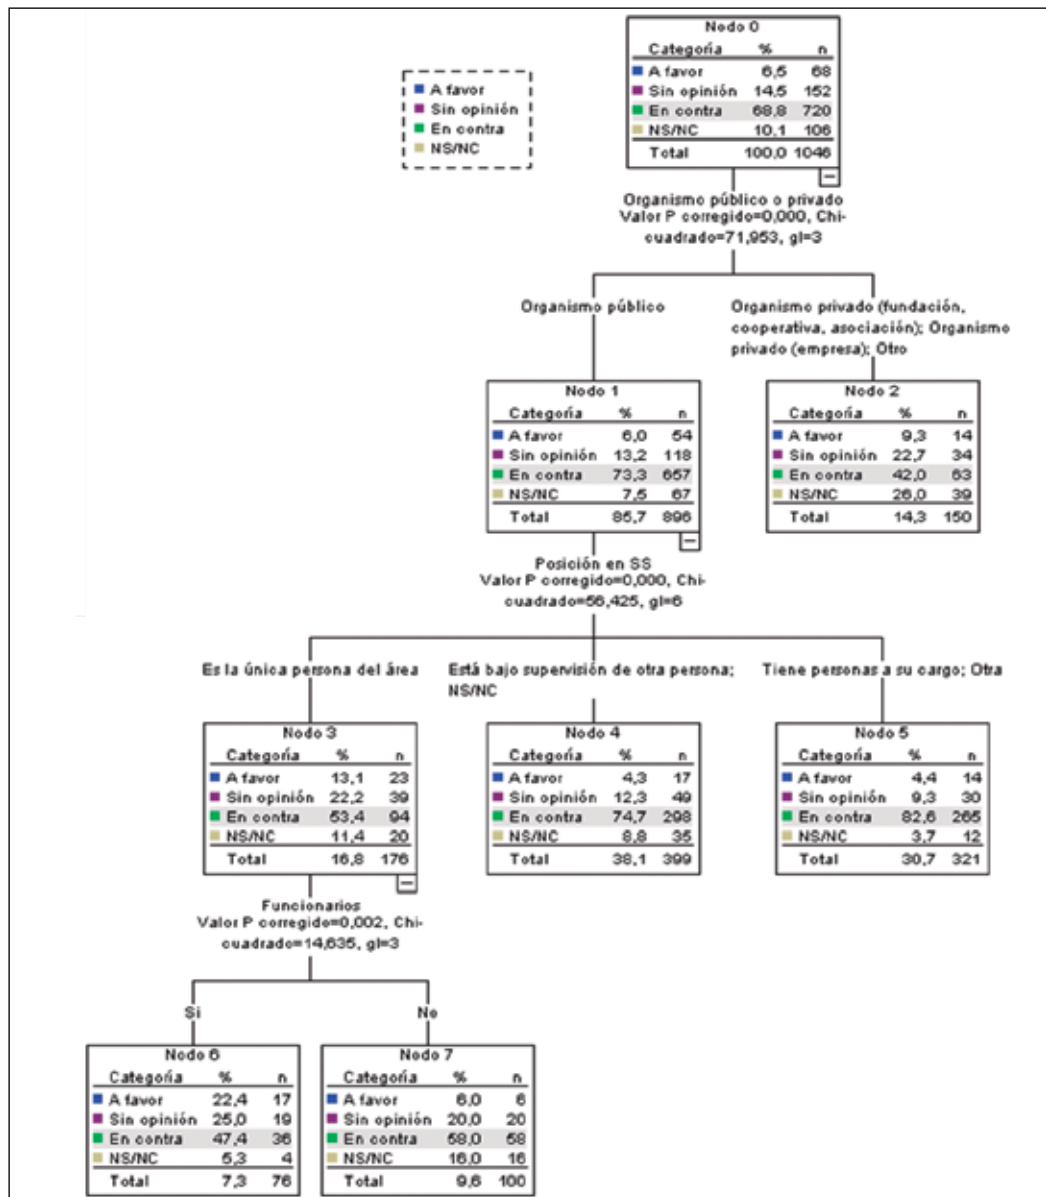 Nodo 0
Categoría % n
A favor 6,5 68
Sin opinión 14,5 152
En contra 68,8 720
NS/NC 10,1 106
Total 100,0 1046
A favor
Sin opinión
En contra
NS/NC
Organismo público o privado
Valor P corregido=0,000, Chi-
cuadrado=71,953, gl=3
Organismo público
Organismo privado (fundación,
cooperativa, asociación); Organismo
privado (empresa); Otro
Nodo 1
Categoría % n
A favor 6,0 54
Sin opinión 13,2 118
En contra 73,3 657
NS/NC 7,5 67
Total 85,7 896
Nodo 2
Categoría % n
A favor 9,3 14
Sin opinión 22,7 34
En contra 42,0 63
NS/NC 26,0 39
Total 14,3 150
Posición en SS
Valor P corregido=0,000, Chi-
cuadrado=56,425, gl=6
Es la única persona del área
Está bajo supervisión de otra persona;
NS/NC
Tiene personas a su cargo; Otra
Nodo 3
Categoría % n
A favor 13,1 23
Sin opinión 22,2 39
En contra 53,4 94
NS/NC 11,4 20
Total 16,8 176
Nodo 4
Categoría % n
A favor 4,3 17
Sin opinión 12,3 49
En contra 74,7 298
NS/NC 8,8 35
Total 38,1 399
Nodo 5
Categoría % n
A favor 4,4 14
Sin opinión 9,3 30
En contra 82,6 265
NS/NC 3,7 12
Total 30,7 321
Funcionarios
Valor P corregido=0,002, Chi-
cuadrado=14,635, gl=3
Si
No
Nodo 6
Categoría % n
A favor 22,4 17
Sin opinión 25,0 19
En contra 47,4 36
NS/NC 5,3 4
Total 7,3 76
Nodo 7
Categoría % n
A favor 6,0 6
Sin opinión 20,0 20
En contra 58,0 58
NS/NC 16,0 16
Total 9,6 100